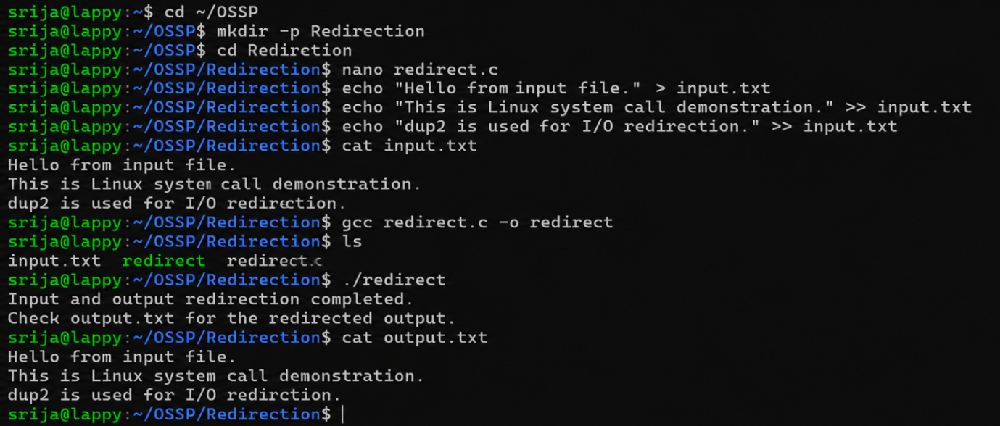 srija@lappy:~$ cd ~/OSSP
srija@lappy:~/OSSP$ mkdir -p Redirection
srija@lappy:~/OSSP$ cd Redirection
srija@lappy:~/OSSP/Redirection$ nano redirect.c
srija@lappy:~/OSSP/Redirection$ echo "Hello from input file." > input.txt
srija@lappy:~/OSSP/Redirection$ echo "This is Linux system call demonstration." >> input.txt
srija@lappy:~/OSSP/Redirection$ echo "dup2 is used for I/O redirection." >> input.txt
srija@lappy:~/OSSP/Redirection$ cat input.txt
Hello from input file.
This is Linux system call demonstration.
dup2 is used for I/O redirection.
srija@lappy:~/OSSP/Redirection$ gcc redirect.c -o redirect
srija@lappy:~/OSSP/Redirection$ ls
input.txt  redirect  redirect.c
srija@lappy:~/OSSP/Redirection$ ./redirect
Input and output redirection completed.
Check output.txt for the redirected output.
srija@lappy:~/OSSP/Redirection$ cat output.txt
Hello from input file.
This is Linux system call demonstration.
dup2 is used for I/O redirction.
srija@lappy:~/OSSP/Redirection$